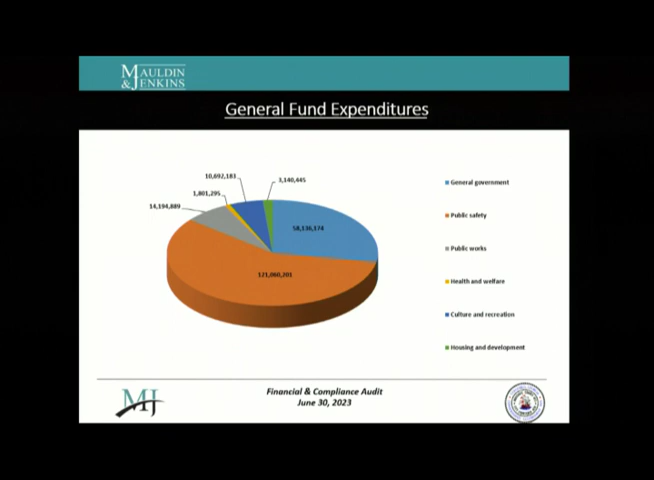 MAULDIN
& JENKINS
General Fund Expenditures
10,692,183
3,140,445
1,801,295
14,194,889
58,336,174
121,060,201
General government
Public safety
Public works
Health and welfare
Culture and recreation
Housing and development
Financial & Compliance Audit
June 30, 2023
MJ